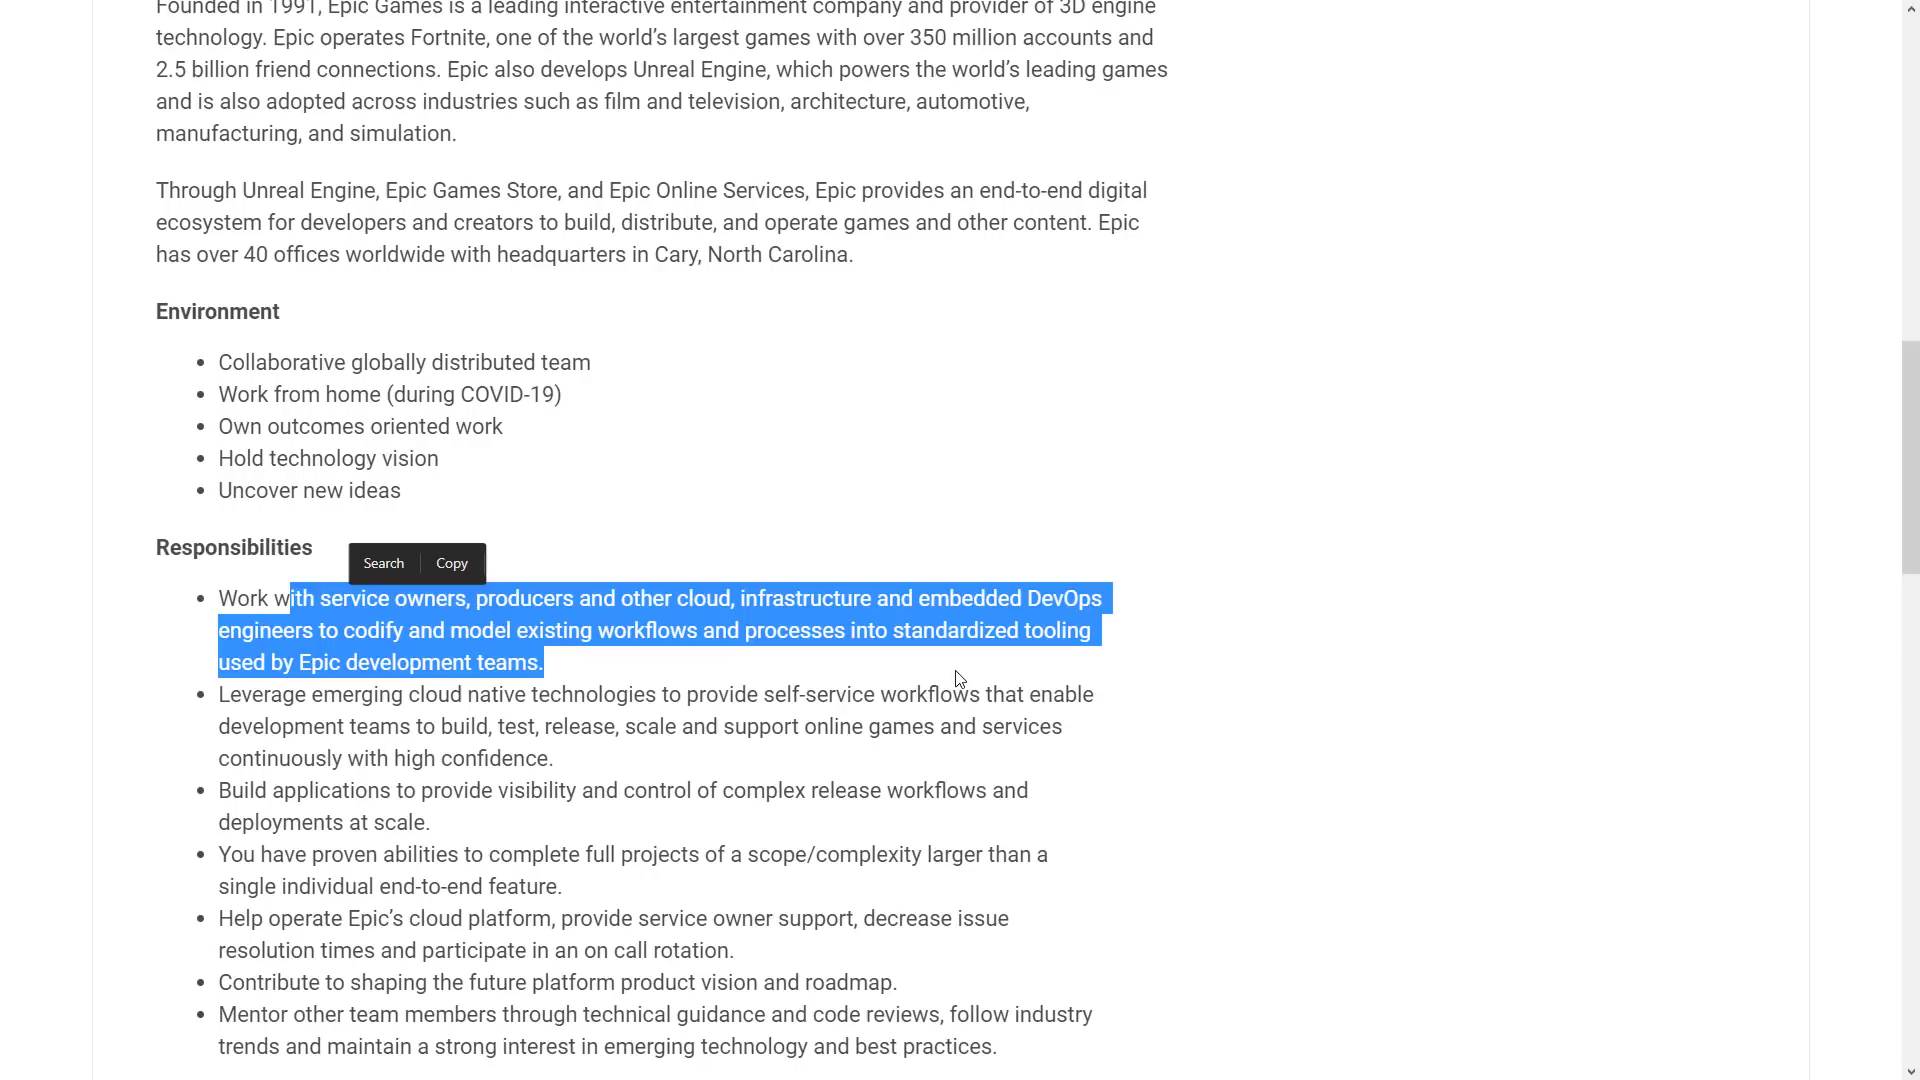 Founded in 1991, Epic Games is a leading interactive entertainment company and provider of 3D engine
technology. Epic operates Fortnite, one of the world’s largest games with over 350 million accounts and
2.5 billion friend connections. Epic also develops Unreal Engine, which powers the world’s leading games
and is also adopted across industries such as film and television, architecture, automotive,
manufacturing, and simulation.
Through Unreal Engine, Epic Games Store, and Epic Online Services, Epic provides an end-to-end digital
ecosystem for developers and creators to build, distribute, and operate games and other content. Epic
has over 40 offices worldwide with headquarters in Cary, North Carolina.
Environment
• Collaborative globally distributed team
• Work from home (during COVID-19)
• Own outcomes oriented work
• Hold technology vision
• Uncover new ideas
Responsibilities
Search Copy
• Work with service owners, producers and other cloud, infrastructure and embedded DevOps
engineers to codify and model existing workflows and processes into standardized tooling
used by Epic development teams.
• Leverage emerging cloud native technologies to provide self-service workflows that enable
development teams to build, test, release, scale and support online games and services
continuously with high confidence.
• Build applications to provide visibility and control of complex release workflows and
deployments at scale.
• You have proven abilities to complete full projects of a scope/complexity larger than a
single individual end-to-end feature.
• Help operate Epic’s cloud platform, provide service owner support, decrease issue
resolution times and participate in an on call rotation.
• Contribute to shaping the future platform product vision and roadmap.
• Mentor other team members through technical guidance and code reviews, follow industry
trends and maintain a strong interest in emerging technology and best practices.